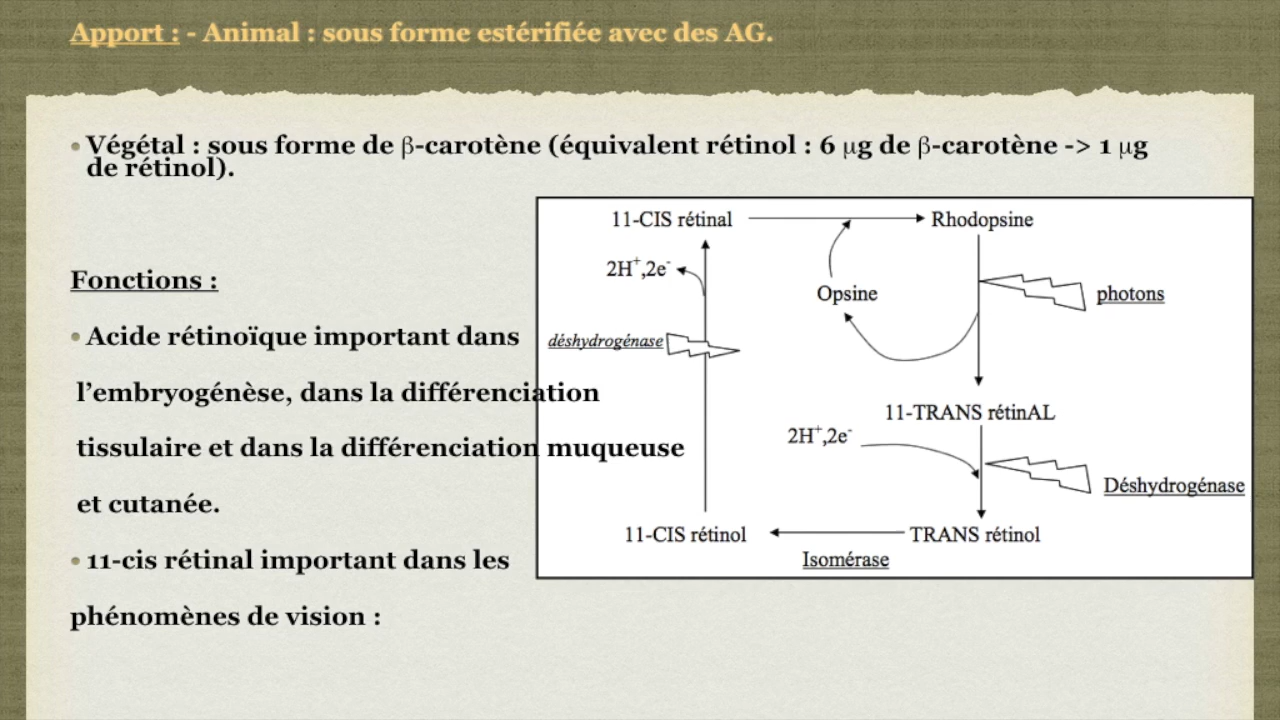 Apport : - Animal : sous forme estérifiée avec des AG.
• Végétal : sous forme de β-carotène (équivalent rétinol : 6 µg de β-carotène -> 1 µg
de rétinol).
Fonctions :
• Acide rétinoïque important dans
l’embryogénèse, dans la différenciation
tissulaire et dans la différenciation muqueuse
et cutanée.
• 11-cis rétinal important dans les
phénomènes de vision :
11-CIS rétinal
Rhodopsine
2H⁺,2e⁻
Opsine
photons
déshydrogénase
11-TRANS rétinAL
2H⁺,2e⁻
Déshydrogénase
11-CIS rétinol
TRANS rétinol
Isomérase